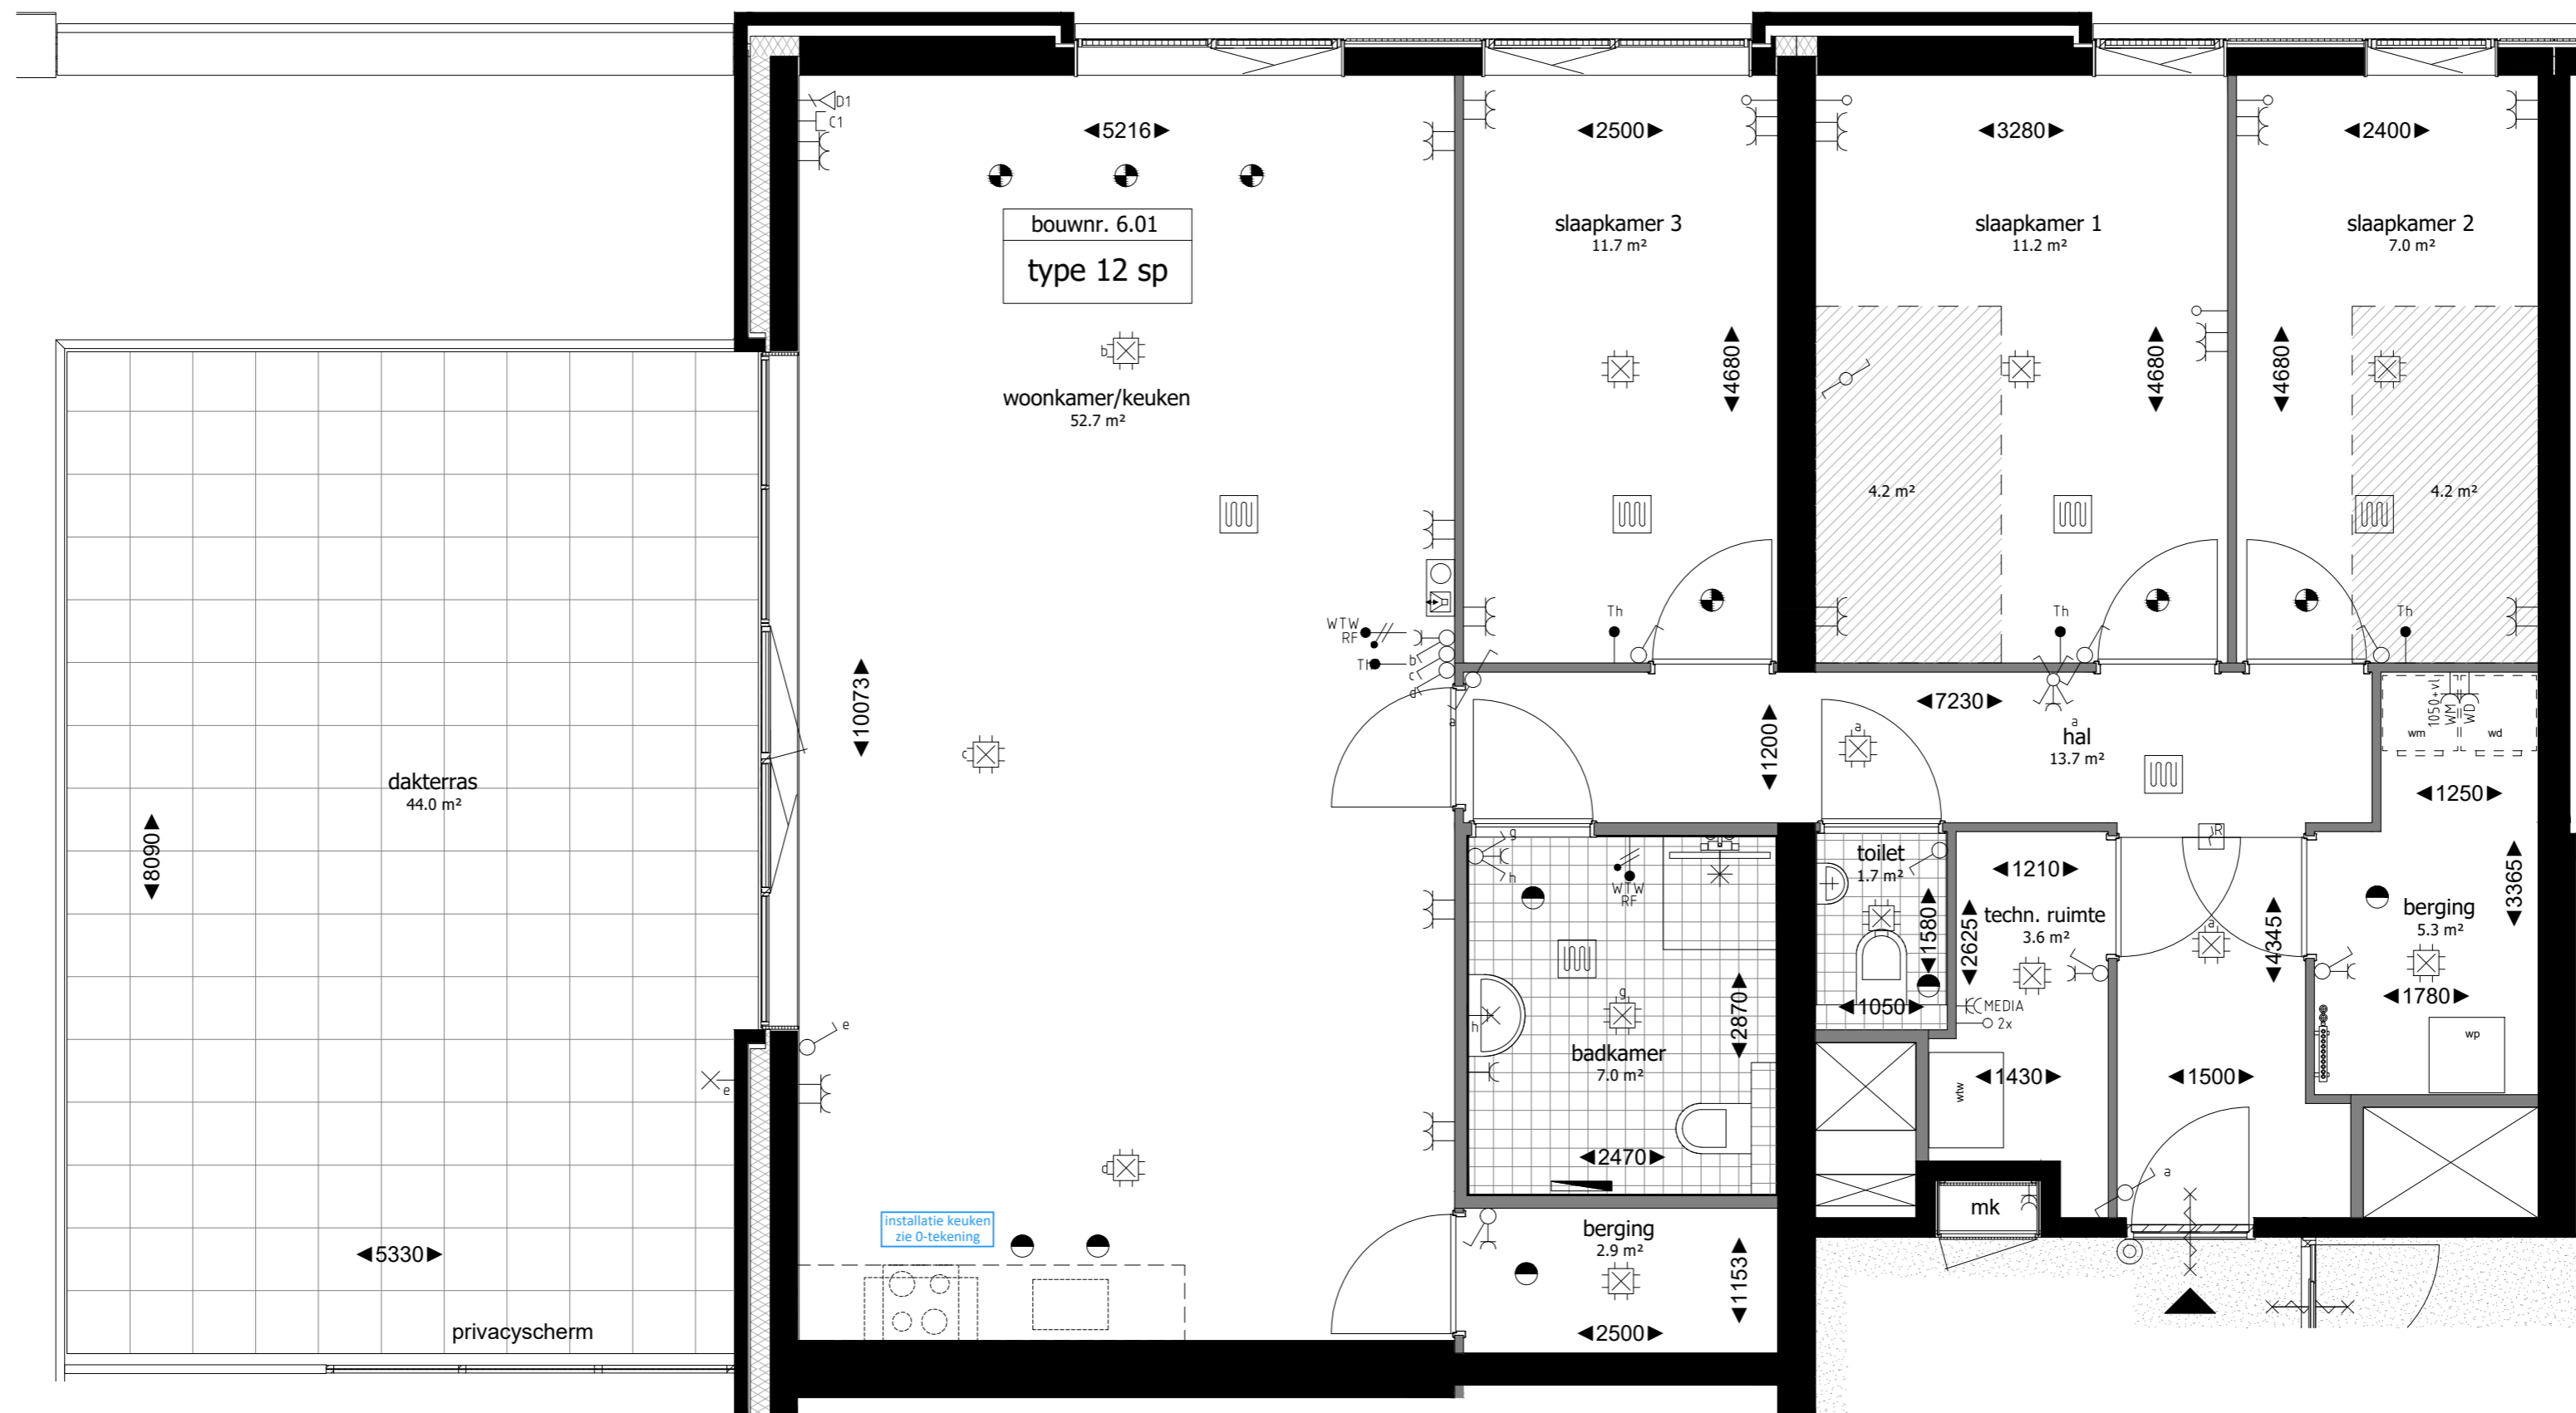 D1
C1
◄5216►
◄2500►
◄3280►
◄2400►
bouwnr. 6.01
type 12 sp
slaapkamer 3
11.7 m²
slaapkamer 1
11.2 m²
slaapkamer 2
7.0 m²
b
woonkamer/keuken
52.7 m²
◄4680►
◄4680►
◄4680►
4.2 m²
4.2 m²
WTW
RF
Th
b
c
d
Th
Th
Th
◄10073►
a
◄7230►
a
◄1200►
a
hal
13.7 m²
1050+vl
WM
WD
wm
wd
c
dakterras
44.0 m²
◄8090►
◄1250►
g
h
WTW
RF
toilet
1.7 m²
◄1580►
◄1210►
◄2625►
techn. ruimte
3.6 m²
R
a
◄4345►
◄3365►
berging
5.3 m²
◄1780►
MEDIA
2x
◄1050►
g
h
◄2870►
badkamer
7.0 m²
e
e
wtw
◄1430►
◄1500►
wp
◄2470►
d
a
mk
installatie keuken
zie 0-tekening
berging
2.9 m²
◄1153►
◄2500►
◄5330►
privacyscherm